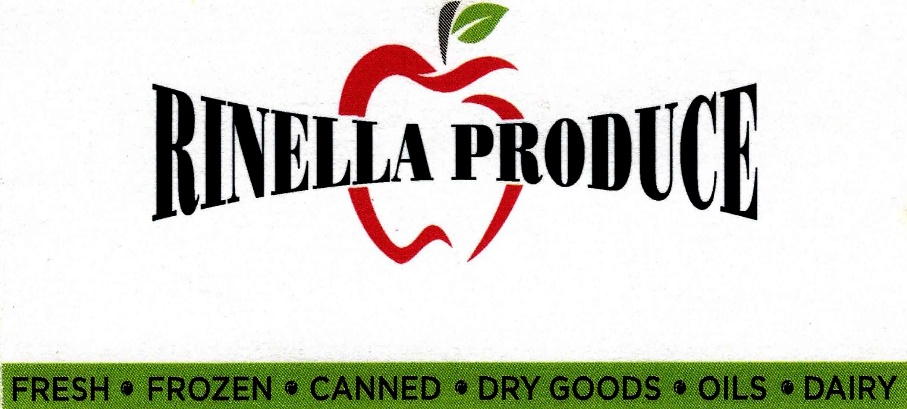 RINELLA PRODUCE
FRESH • FROZEN • CANNED • DRY GOODS • OILS • DAIRY